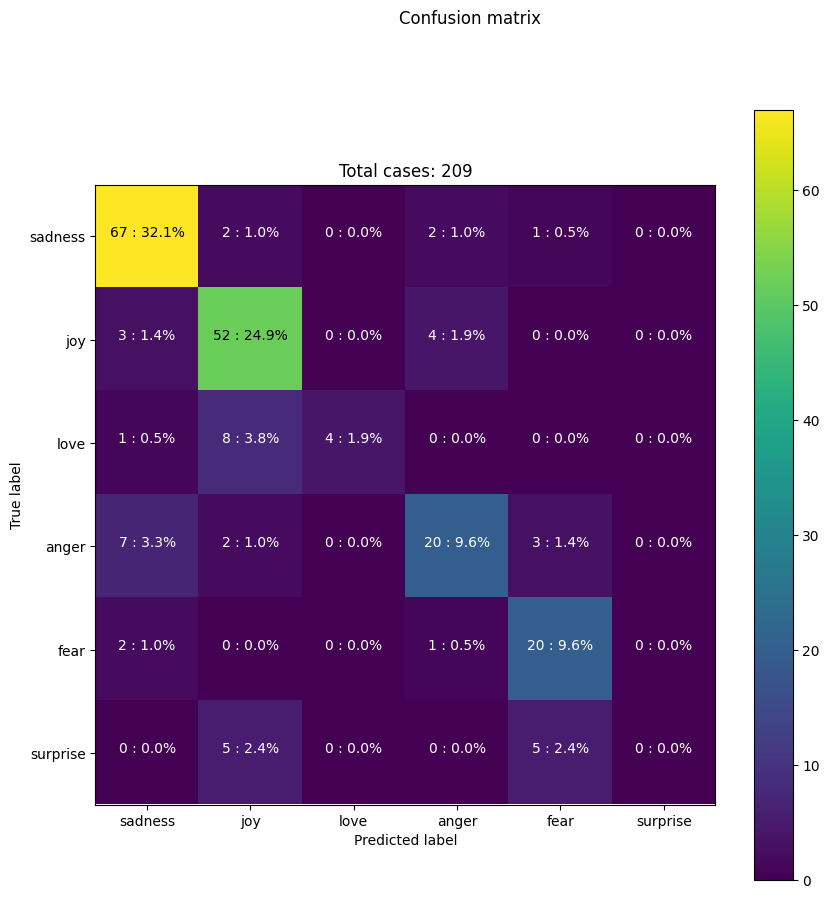 Confusion matrix
Total cases: 209
sadness 67 : 32.1% 2 : 1.0% 0 : 0.0% 2 : 1.0% 1 : 0.5% 0 : 0.0%
joy 3 : 1.4% 52 : 24.9% 0 : 0.0% 4 : 1.9% 0 : 0.0% 0 : 0.0%
love 1 : 0.5% 8 : 3.8% 4 : 1.9% 0 : 0.0% 0 : 0.0% 0 : 0.0%
anger 7 : 3.3% 2 : 1.0% 0 : 0.0% 20 : 9.6% 3 : 1.4% 0 : 0.0%
fear 2 : 1.0% 0 : 0.0% 0 : 0.0% 1 : 0.5% 20 : 9.6% 0 : 0.0%
surprise 0 : 0.0% 5 : 2.4% 0 : 0.0% 0 : 0.0% 5 : 2.4% 0 : 0.0%
sadness joy love anger fear surprise
Predicted label
True label
60
50
40
30
20
10
0